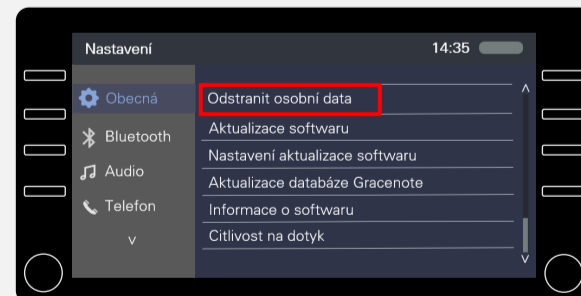 Nastavení
14:35
Obecná
Bluetooth
Audio
Telefon
Odstranit osobní data
Aktualizace softwaru
Nastavení aktualizace softwaru
Aktualizace databáze Gracenote
Informace o softwaru
Citlivost na dotyk